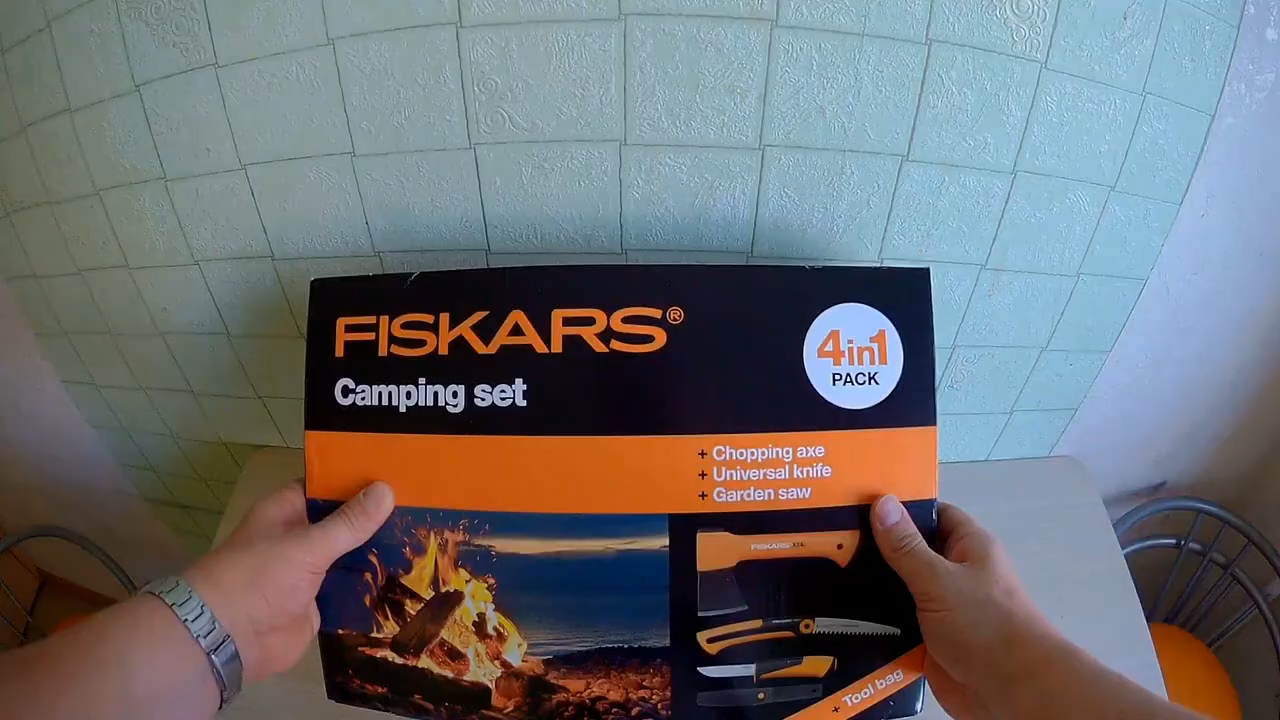 FISKARS®
Camping set
4in1
PACK
+ Chopping axe
+ Universal knife
+ Garden saw
FISKARS
+ Tool bag